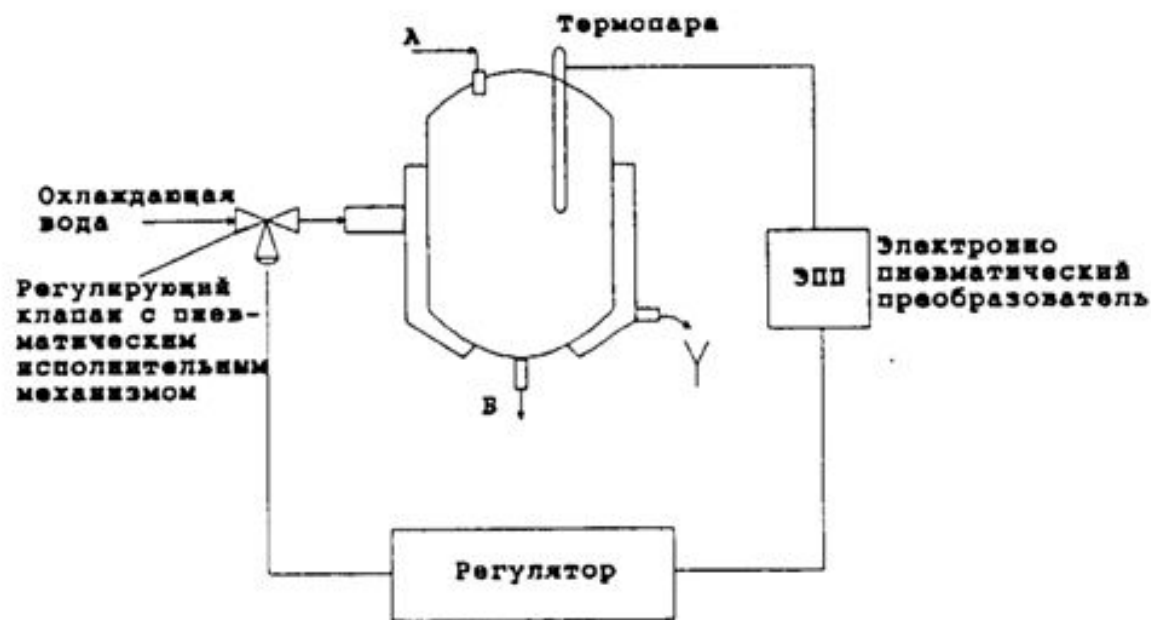 Термопара
А
Охлаждающая
вода
Регулирующий
клапан с пнев-
матическим
исполнительным
механизмом
ЭПП
Электронно
пневматический
преобразователь
Б
Регулятор